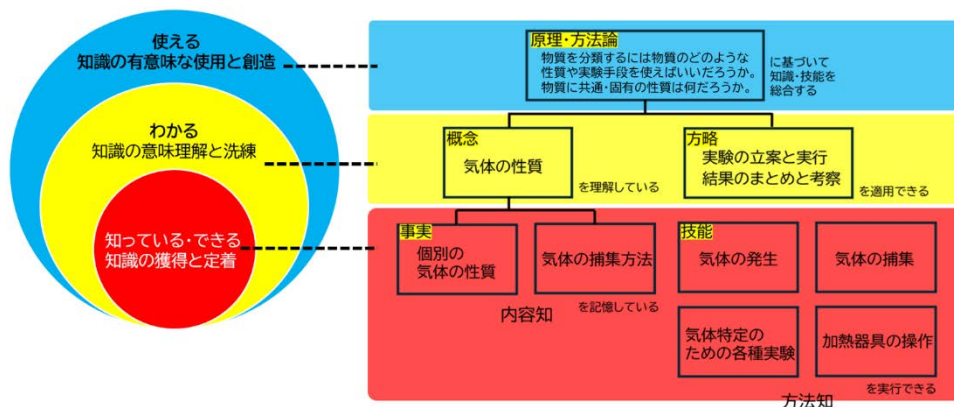 使える
知識の有意味な使用と創造
わかる
知識の意味理解と洗練
知っている・できる
知識の獲得と定着
原理・方法論
物質を分類するには物質のどのような
性質や実験手段を使えばいいだろうか。
物質に共通・固有の性質は何だろうか。
に基づいて
知識・技能を
総合する
概念
気体の性質
を理解している
方略
実験の立案と実行
結果のまとめと考察
を適用できる
事実
個別の
気体の性質
気体の捕集方法
を記憶している
内容知
技能
気体の発生
気体の捕集
気体特定の
ための各種実験
加熱器具の操作
を実行できる
方法知